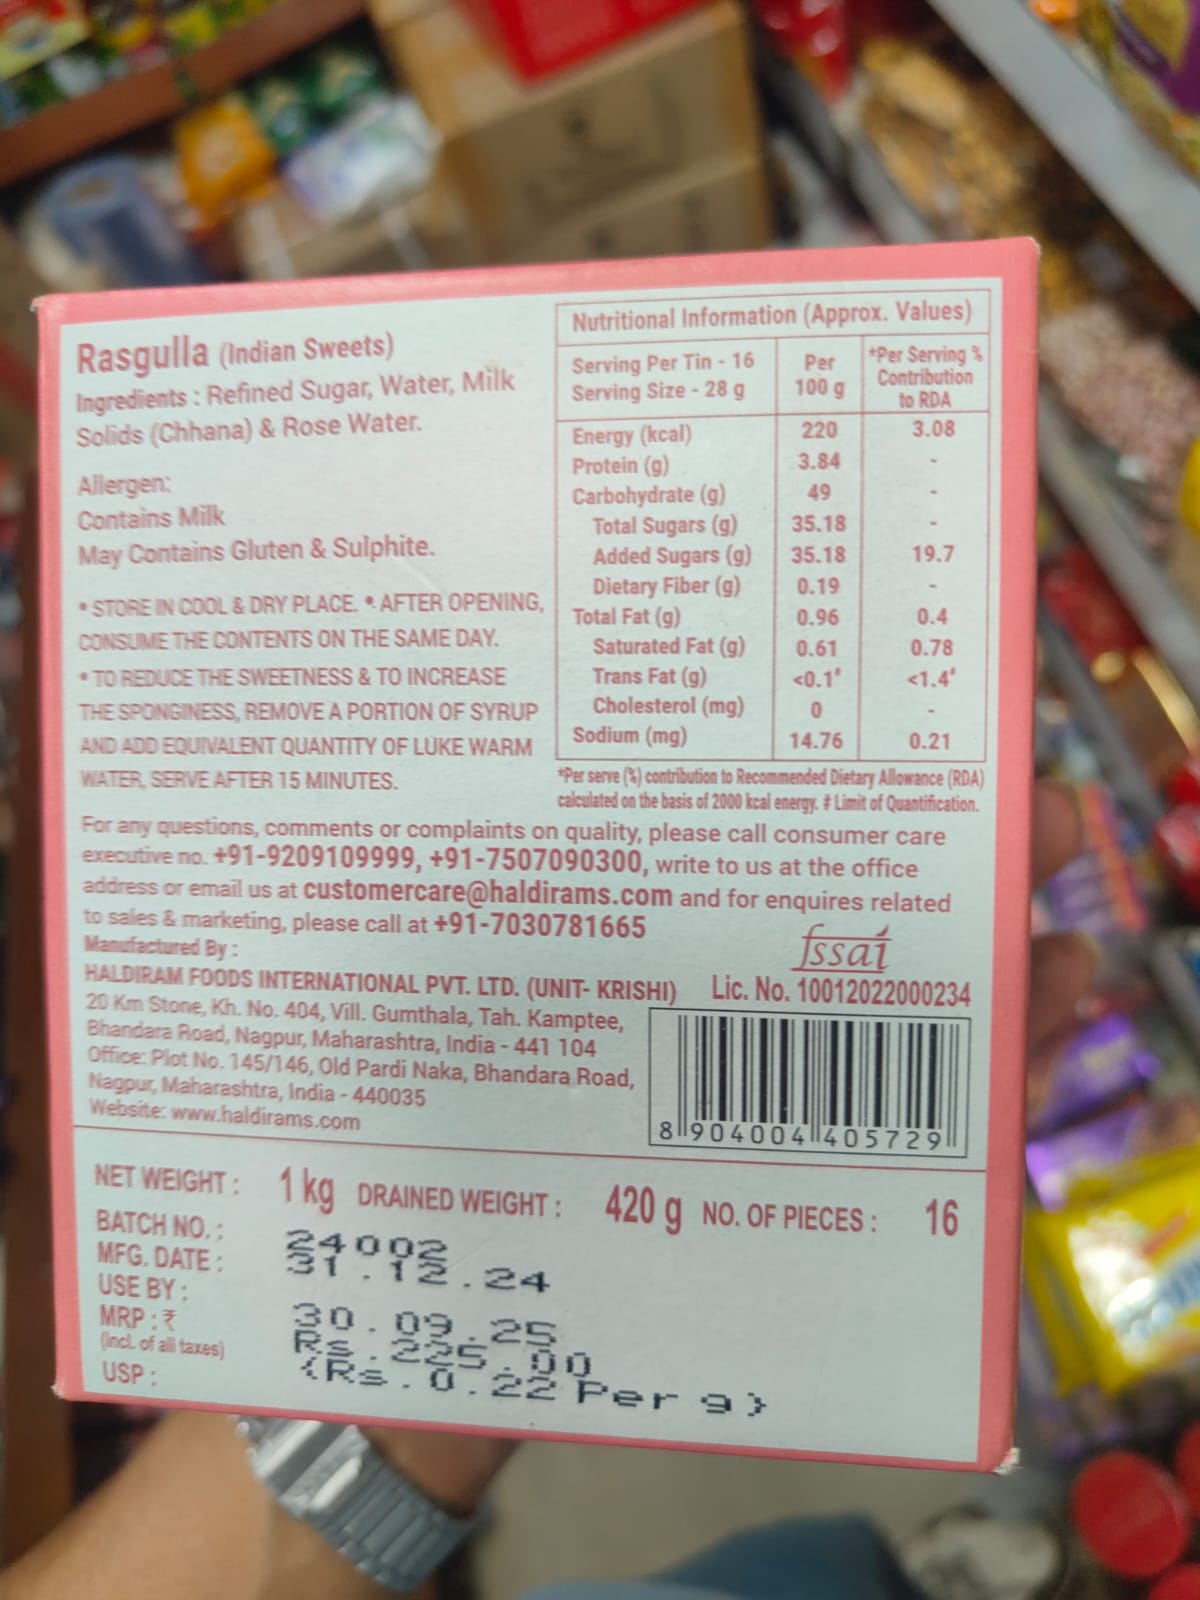 Rasgulla (Indian Sweets)
Ingredients : Refined Sugar, Water, Milk
Solids (Chhana) & Rose Water.
Allergen:
Contains Milk
May Contains Gluten & Sulphite.
• STORE IN COOL & DRY PLACE. • AFTER OPENING,
CONSUME THE CONTENTS ON THE SAME DAY.
• TO REDUCE THE SWEETNESS & TO INCREASE
THE SPONGINESS, REMOVE A PORTION OF SYRUP
AND ADD EQUIVALENT QUANTITY OF LUKE WARM
WATER, SERVE AFTER 15 MINUTES.
Nutritional Information (Approx. Values)
Serving Per Tin - 16
Serving Size - 28 g
Per
100 g
*Per Serving %
Contribution
to RDA
Energy (kcal) 220 3.08
Protein (g) 3.84 -
Carbohydrate (g) 49 -
Total Sugars (g) 35.18 -
Added Sugars (g) 35.18 19.7
Dietary Fiber (g) 0.19 -
Total Fat (g) 0.96 0.4
Saturated Fat (g) 0.61 0.78
Trans Fat (g) <0.1# <1.4#
Cholesterol (mg) 0 -
Sodium (mg) 14.76 0.21
*Per serve (%) contribution to Recommended Dietary Allowance (RDA)
calculated on the basis of 2000 kcal energy. # Limit of Quantification.
For any questions, comments or complaints on quality, please call consumer care
executive no. +91-9209109999, +91-7507090300, write to us at the office
address or email us at customercare@haldirams.com and for enquires related
to sales & marketing, please call at +91-7030781665
Manufactured By :
HALDIRAM FOODS INTERNATIONAL PVT. LTD. (UNIT- KRISHI)
20 Km Stone, Kh. No. 404, Vill. Gumthala, Tah. Kamptee,
Bhandara Road, Nagpur, Maharashtra, India - 441 104
Office: Plot No. 145/146, Old Pardi Naka, Bhandara Road,
Nagpur, Maharashtra, India - 440035
Website: www.haldirams.com
fssai
Lic. No. 10012022000234
8 904004 405729
NET WEIGHT : 1 kg DRAINED WEIGHT : 420 g NO. OF PIECES : 16
BATCH NO. : 24002
MFG. DATE : 31.12.24
USE BY : 30.09.25
MRP : ₹ Rs.225.00
(Incl. of all taxes)
USP : (Rs.0.22 Per g)